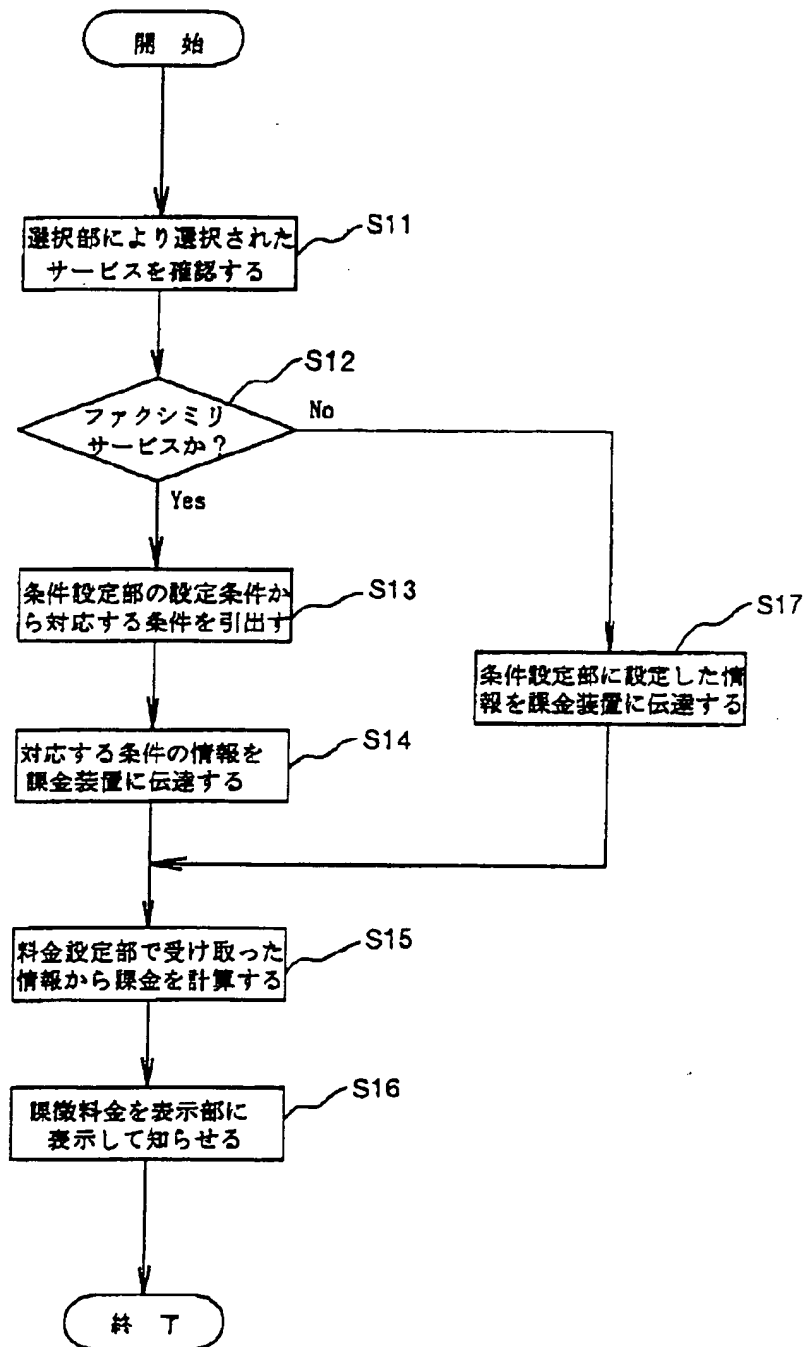 開 始
選択部により選択された
サービスを確認する
S11
S12
ファクシミリ
サービスか？
No
Yes
条件設定部の設定条件か
ら対応する条件を引出す
S13
S17
条件設定部に設定した情
報を課金装置に伝達する
対応する条件の情報を
課金装置に伝達する
S14
料金設定部で受け取った
情報から課金を計算する
S15
課徴料金を表示部に
表示して知らせる
S16
終 了